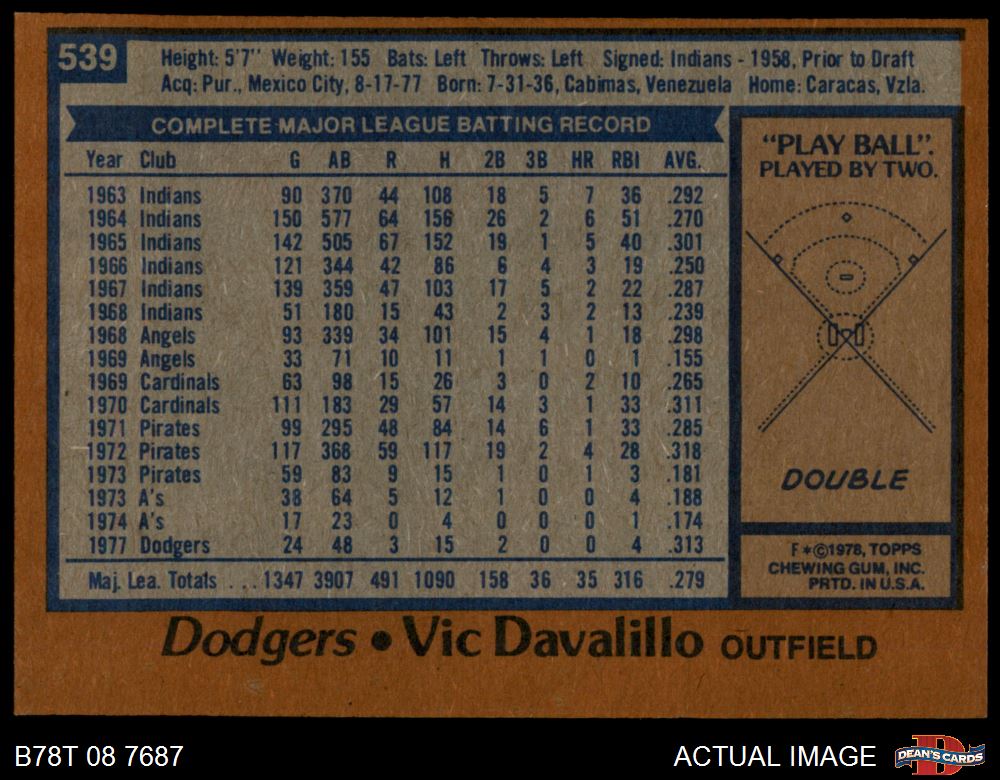 539
Height: 5'7" Weight: 155 Bats: Left Throws: Left Signed: Indians - 1958, Prior to Draft
Acq: Pur., Mexico City, 8-17-77 Born: 7-31-36, Cabimas, Venezuela Home: Caracas, Vzla.
COMPLETE MAJOR LEAGUE BATTING RECORD
Year Club G AB R H 2B 3B HR RBI AVG.
1963 Indians 90 370 44 108 18 5 7 36 .292
1964 Indians 150 577 64 156 26 2 6 51 .270
1965 Indians 142 505 67 152 19 1 5 40 .301
1966 Indians 121 344 42 86 6 4 3 19 .250
1967 Indians 139 359 47 103 17 5 2 22 .287
1968 Indians 51 180 15 43 2 3 2 13 .239
1968 Angels 93 339 34 101 15 4 1 18 .298
1969 Angels 33 71 10 11 1 1 0 1 .155
1969 Cardinals 63 98 15 26 3 0 2 10 .265
1970 Cardinals 111 183 29 57 14 3 1 33 .311
1971 Pirates 99 295 48 84 14 6 1 33 .285
1972 Pirates 117 368 59 117 19 2 4 28 .318
1973 Pirates 59 83 9 15 1 0 1 3 .181
1973 A's 38 64 5 12 1 0 0 4 .188
1974 A's 17 23 0 4 0 0 0 1 .174
1977 Dodgers 24 48 3 15 2 0 0 4 .313
Maj. Lea. Totals ... 1347 3907 491 1090 158 36 35 316 .279
"PLAY BALL".
PLAYED BY TWO.
DOUBLE
F*©1978, TOPPS
CHEWING GUM, INC.
PRTD. IN U.S.A.
Dodgers • Vic Davalillo OUTFIELD
B78T 08 7687
ACTUAL IMAGE
D
DEAN'S CARDS